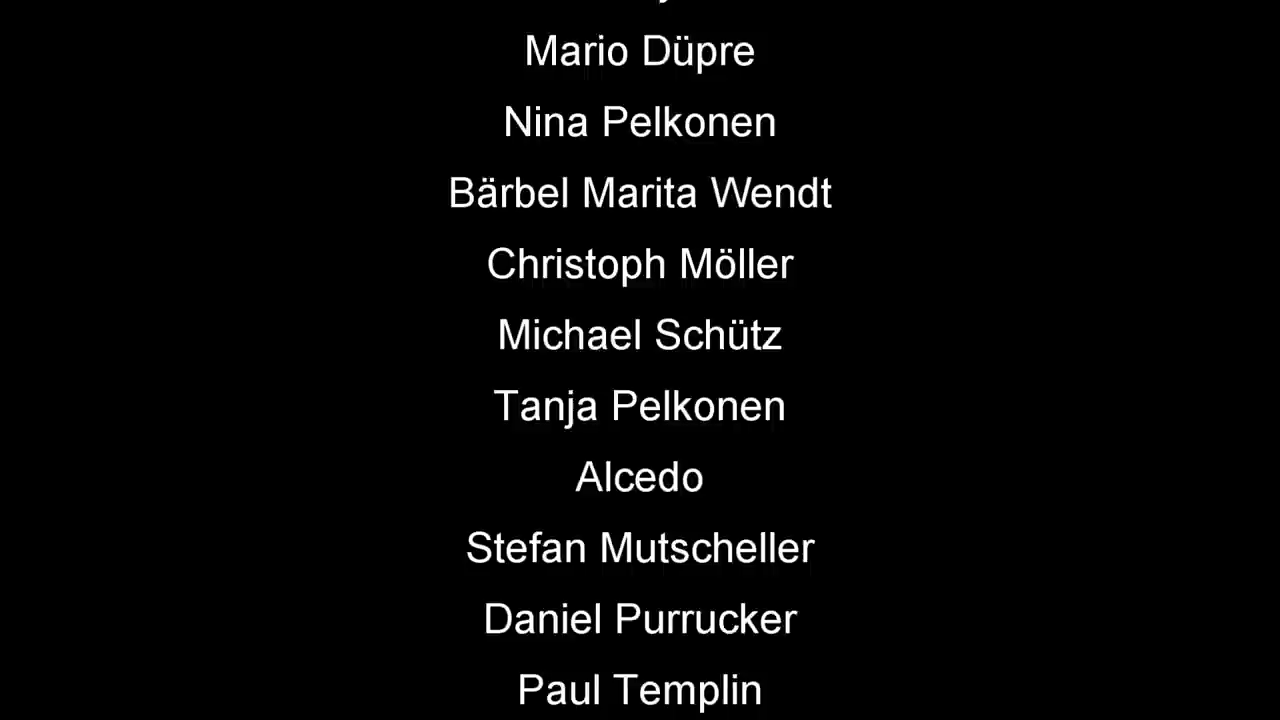 Mario Düpre
Nina Pelkonen
Bärbel Marita Wendt
Christoph Möller
Michael Schütz
Tanja Pelkonen
Alcedo
Stefan Mutscheller
Daniel Purrucker
Paul Templin